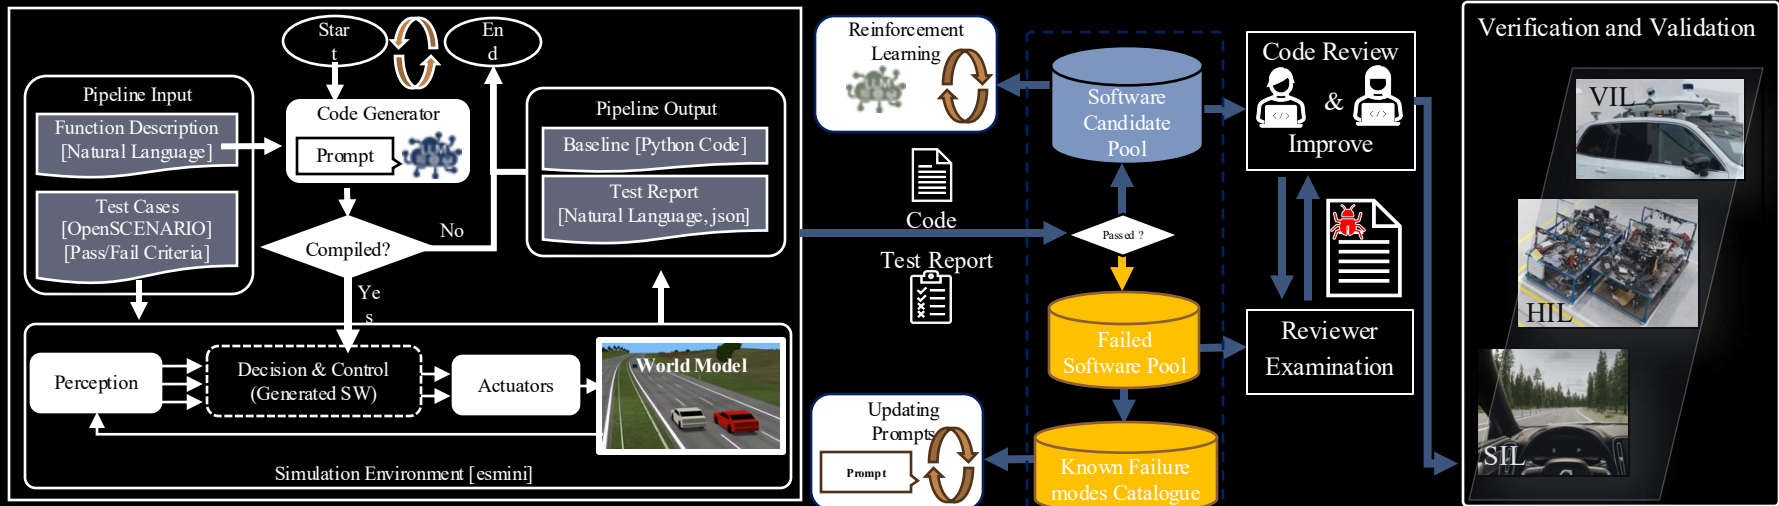 Star
t
En
d
Pipeline Input
Function Description
[Natural Language]
Test Cases
[OpenSCENARIO]
[Pass/Fail Criteria]
Code Generator
Prompt
LLM
Compiled?
No
Ye
s
Pipeline Output
Baseline [Python Code]
Test Report
[Natural Language, json]
Perception
Decision & Control
(Generated SW)
Actuators
World Model
Simulation Environment [esmini]
Reinforcement
Learning
Code
Test Report
Updating
Prompts
Prompt
Software
Candidate
Pool
Passed ?
Failed
Software Pool
Known Failure
modes Catalogue
Code Review
&
Improve
Reviewer
Examination
Verification and Validation
VIL
HIL
SIL